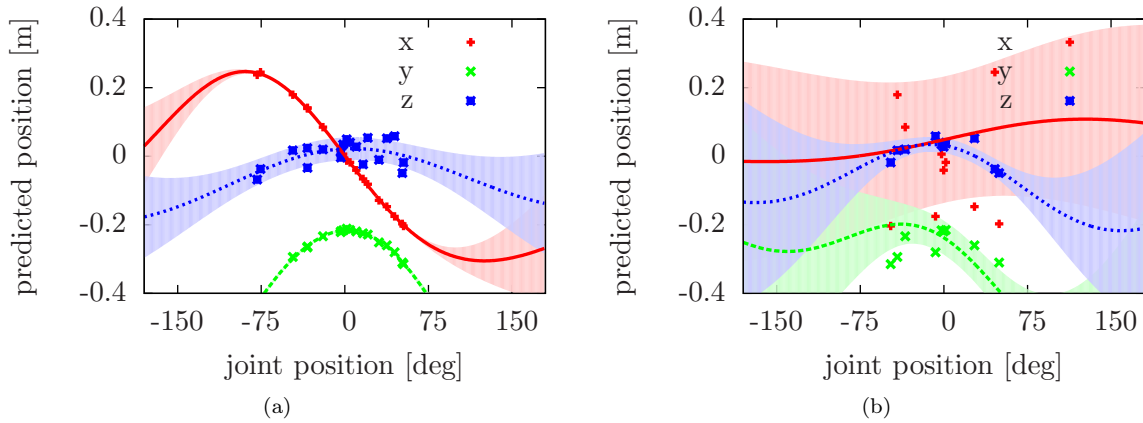 0.4
0.2
0
-0.2
-0.4
predicted position [m]
x
y
z
-150
-75
0
75
150
joint position [deg]
(a)
0.4
0.2
0
-0.2
-0.4
predicted position [m]
x
y
z
-150
-75
0
75
150
joint position [deg]
(b)